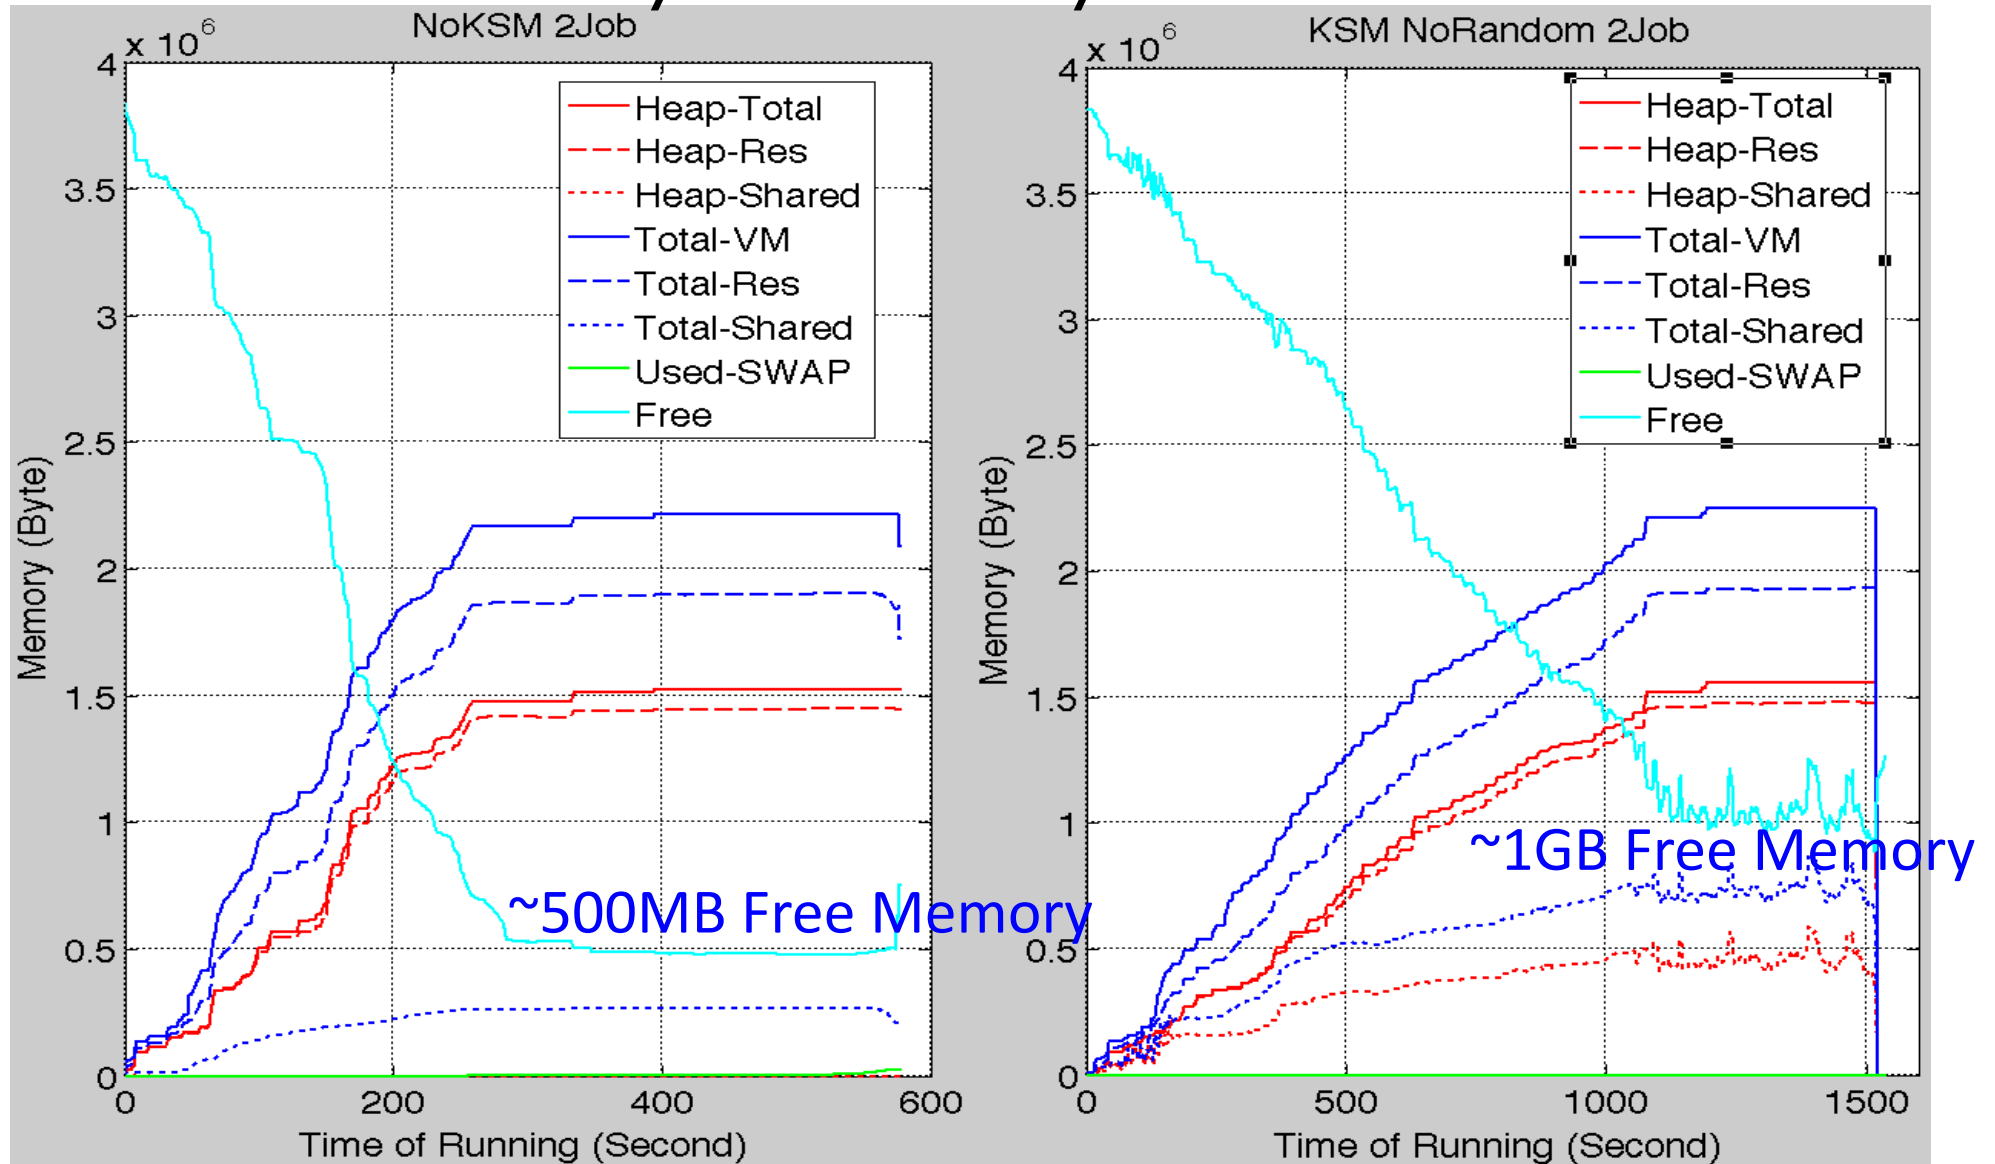 NoKSM 2Job
x 10^6
4
3.5
3
2.5
2
1.5
1
0.5
0
0 200 400 600
Memory (Byte)
Time of Running (Second)
Heap-Total
Heap-Res
Heap-Shared
Total-VM
Total-Res
Total-Shared
Used-SWAP
Free
~500MB Free Memory
KSM NoRandom 2Job
x 10^6
4
3.5
3
2.5
2
1.5
1
0.5
0
0 500 1000 1500
Memory (Byte)
Time of Running (Second)
Heap-Total
Heap-Res
Heap-Shared
Total-VM
Total-Res
Total-Shared
Used-SWAP
Free
~1GB Free Memory